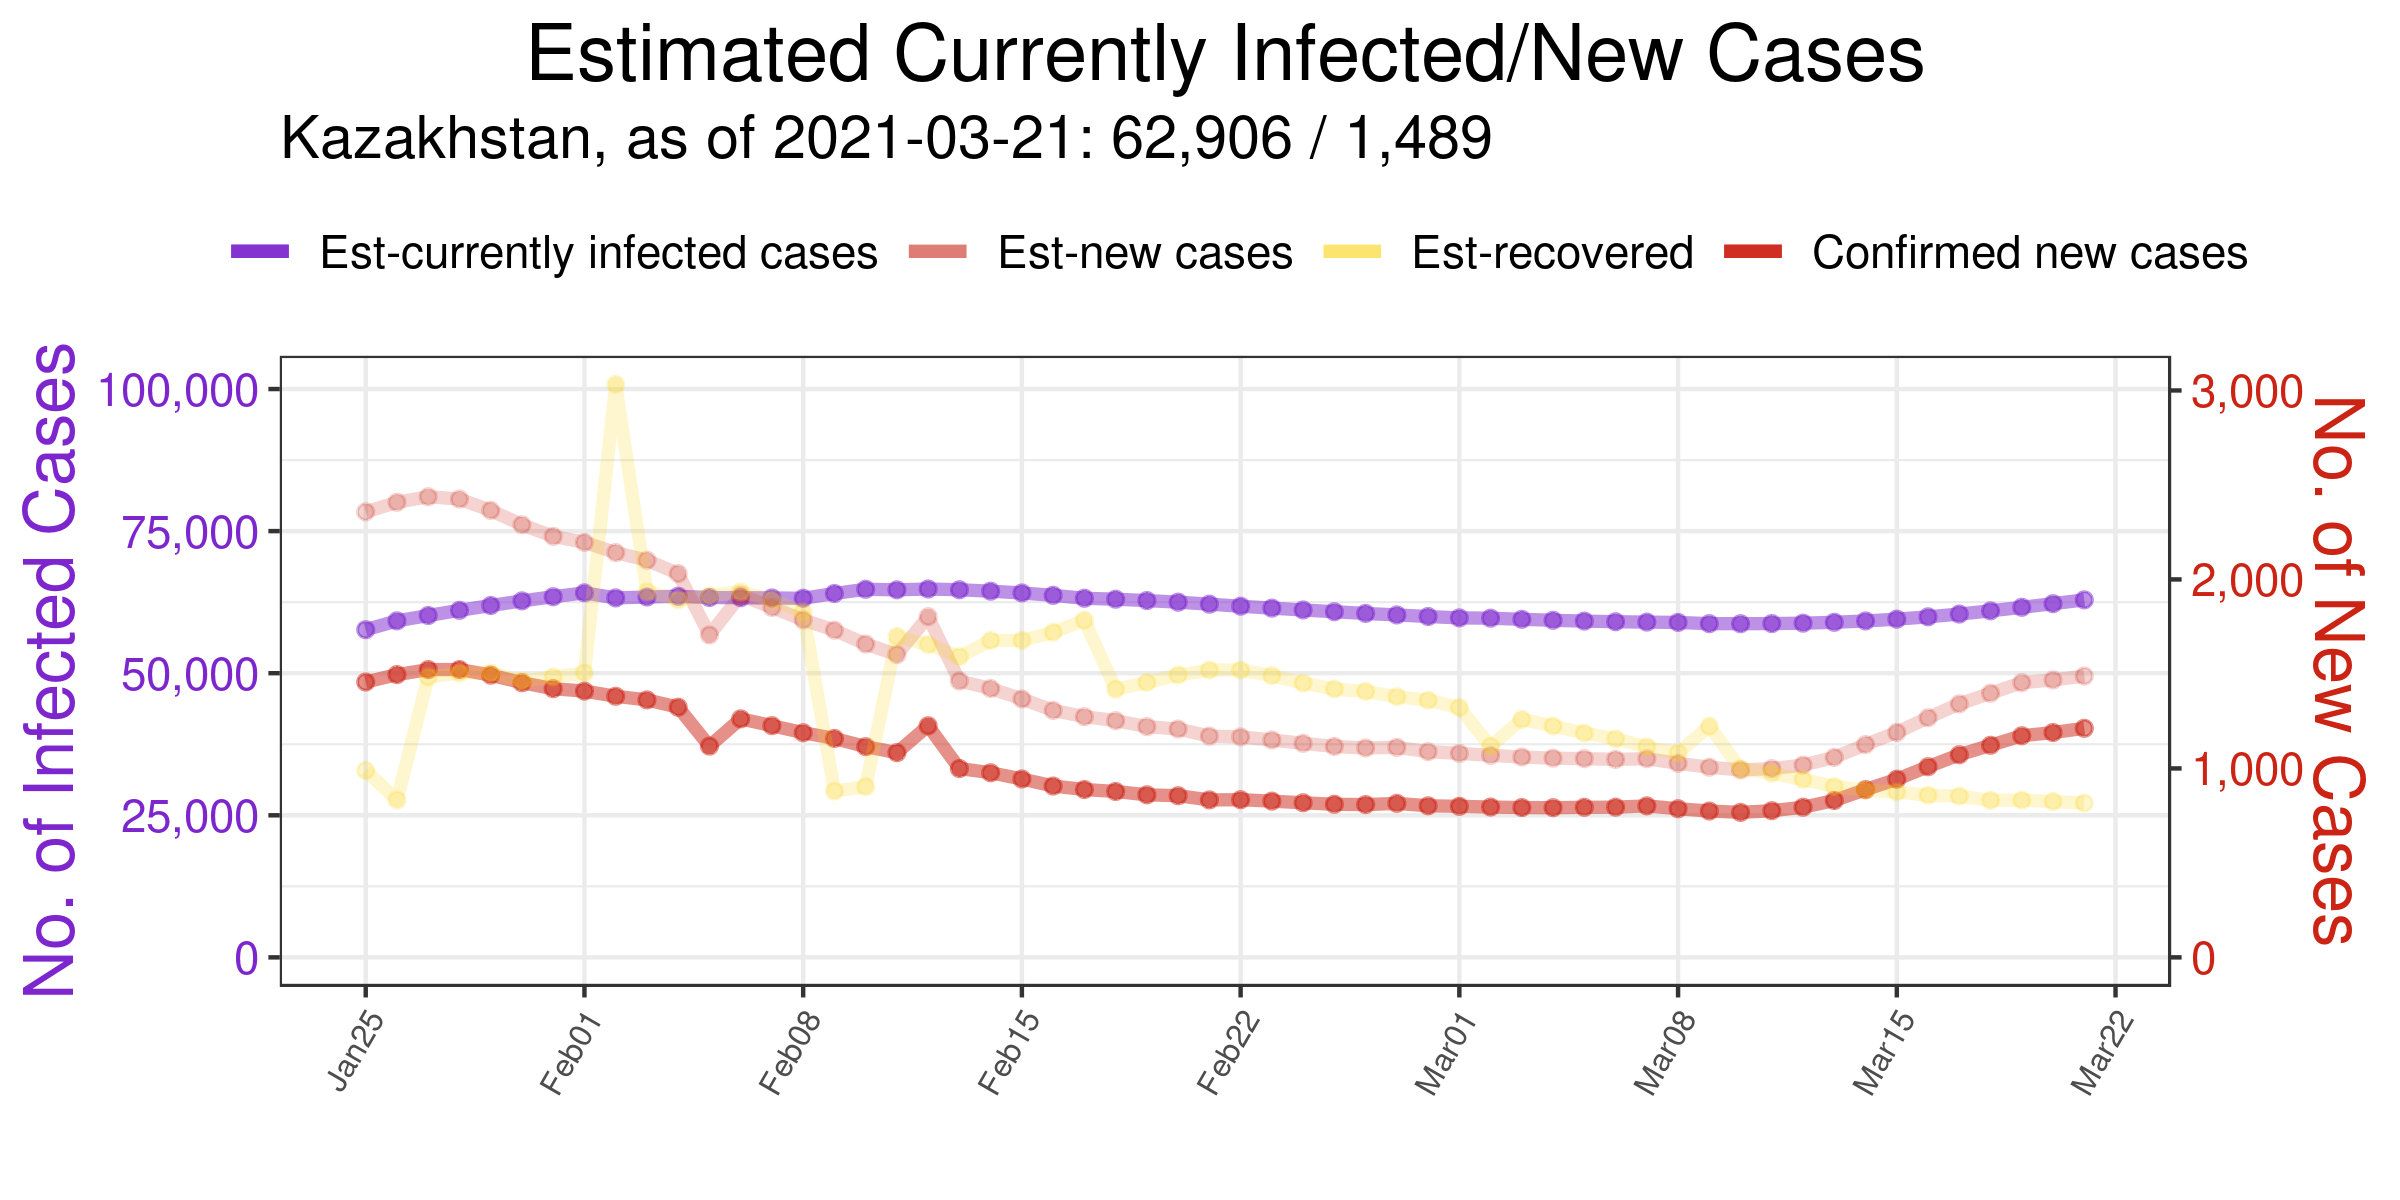 Estimated Currently Infected/New Cases
Kazakhstan, as of 2021-03-21: 62,906 / 1,489
Est-currently infected cases Est-new cases Est-recovered Confirmed new cases
No. of Infected Cases
100,000
75,000
50,000
25,000
0
3,000
2,000
1,000
0
No. of New Cases
Jan25 Feb01 Feb08 Feb15 Feb22 Mar01 Mar08 Mar15 Mar22